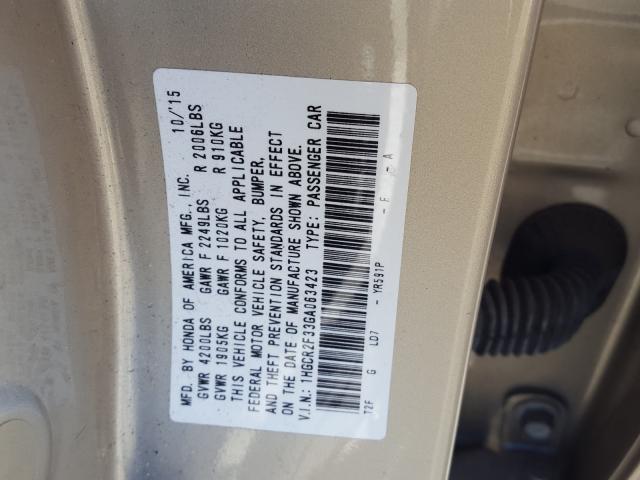 MFD. BY HONDA OF AMERICA MFG., INC. 10/'15
GVWR 4200LBS GAWR F 2249LBS R 2006LBS
GVWR 1905KG GAWR F 1020KG R 910KG
THIS VEHICLE CONFORMS TO ALL APPLICABLE
FEDERAL MOTOR VEHICLE SAFETY, BUMPER,
AND THEFT PREVENTION STANDARDS IN EFFECT
ON THE DATE OF MANUFACTURE SHOWN ABOVE.
V.I.N.: 1HGCR2F33GA063423 TYPE: PASSENGER CAR
T2F G LD7 - YR591P - F - A